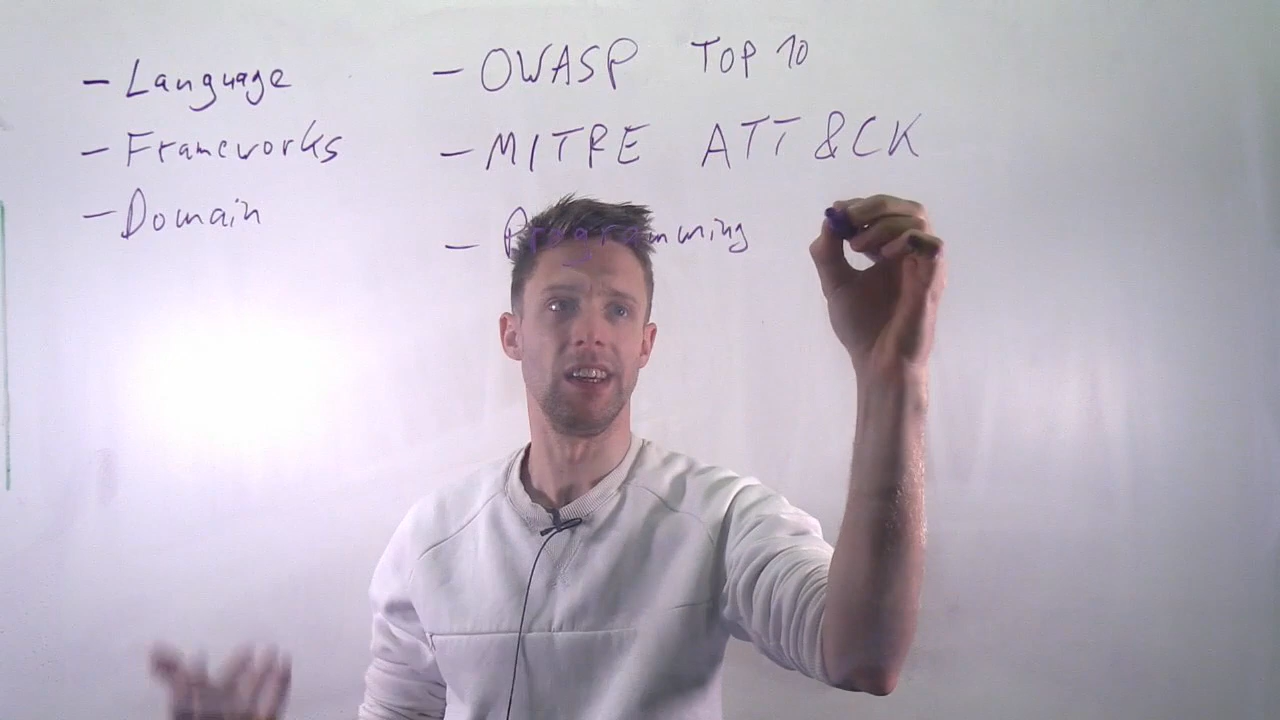 - Language
- Frameworks
- Domain
- OWASP TOP 10
- MITRE ATT&CK
- Programming